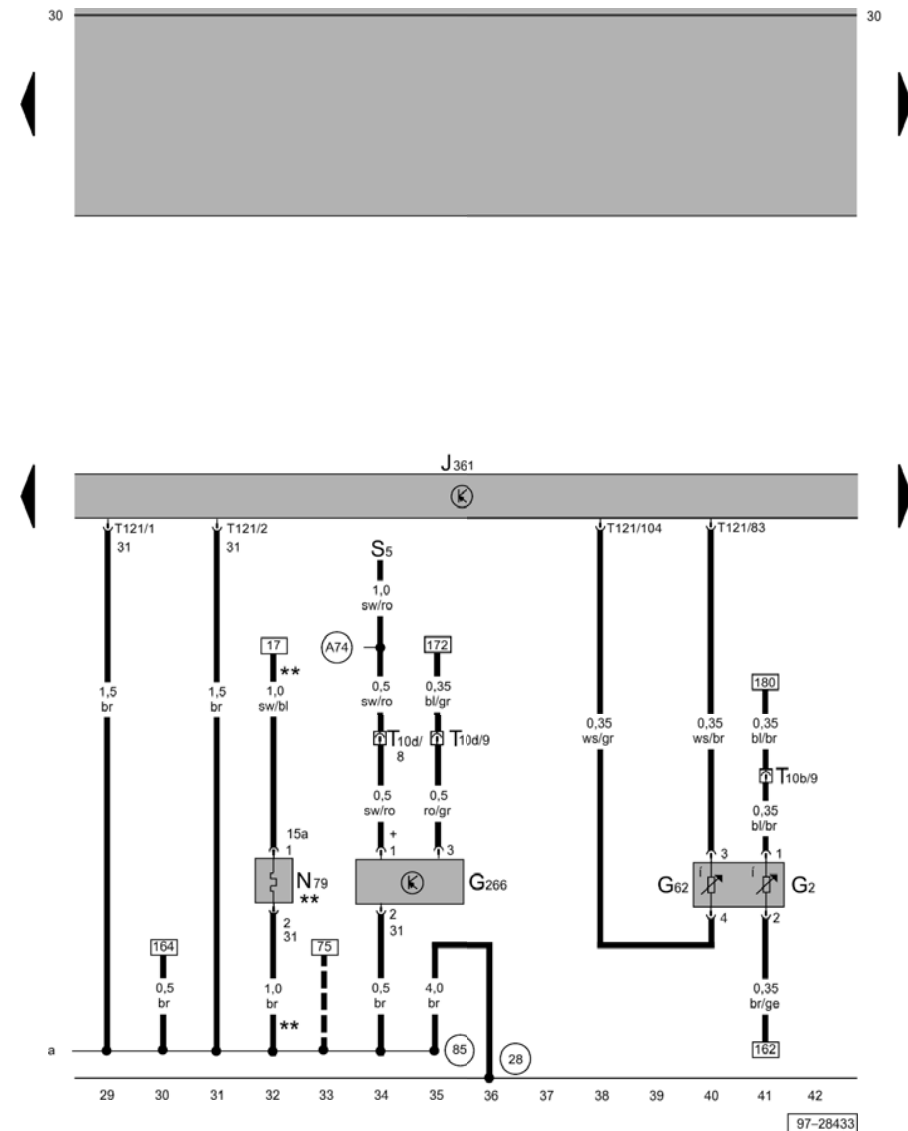 30 30
J361
T121/1 T121/2 T121/104 T121/83
31 31
S5
1,0
sw/ro
17 A74 172
**
180
1,5 1,5 1,0 0,5 0,35
br br sw/bl sw/ro bl/gr
0,35 0,35 0,35
ws/gr ws/br bl/br
T10d/8 T10d/9
T10b/9
0,5 0,5
sw/ro ro/gr
0,35
bl/br
15a +
1 1 3 3 1
N79 G266 G62 G2
**
2 2 4 2
31 31
164 75
0,5 1,0 0,5 4,0 0,35
br br br br br/ge
**
a 85 28 162
29 30 31 32 33 34 35 36 37 38 39 40 41 42
97-28433